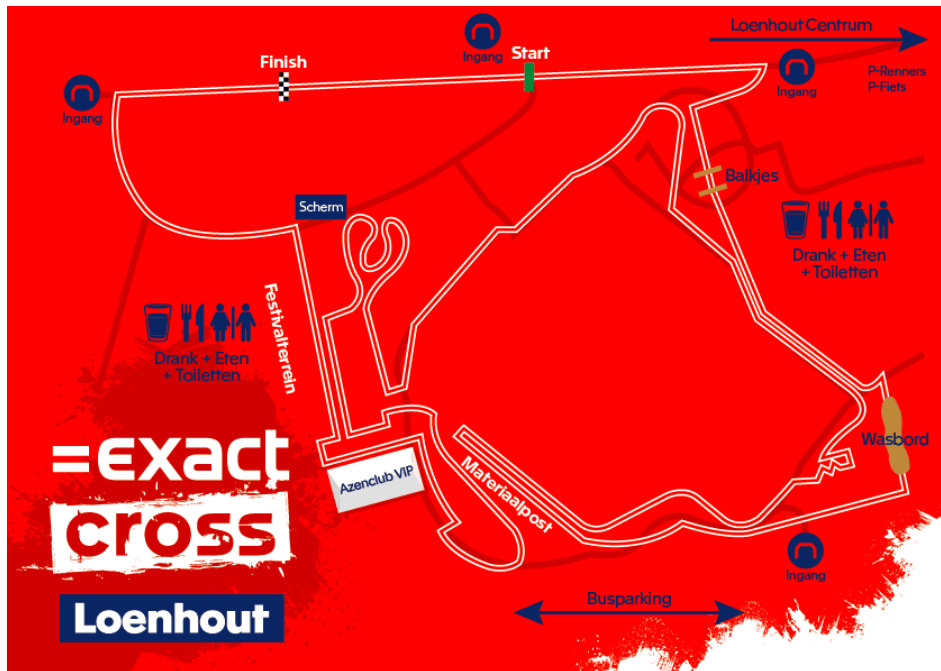 Loenhout Centrum
Ingang
Start
Finish
Ingang
P-Renners
P-Fiets
Ingang
Balkjes
Scherm
Drank + Eten
+ Toiletten
Festivalterrein
Drank + Eten
+ Toiletten
=exact
cross
Loenhout
Azenclub VIP
Materiaalpost
Wasbord
Ingang
Busparking